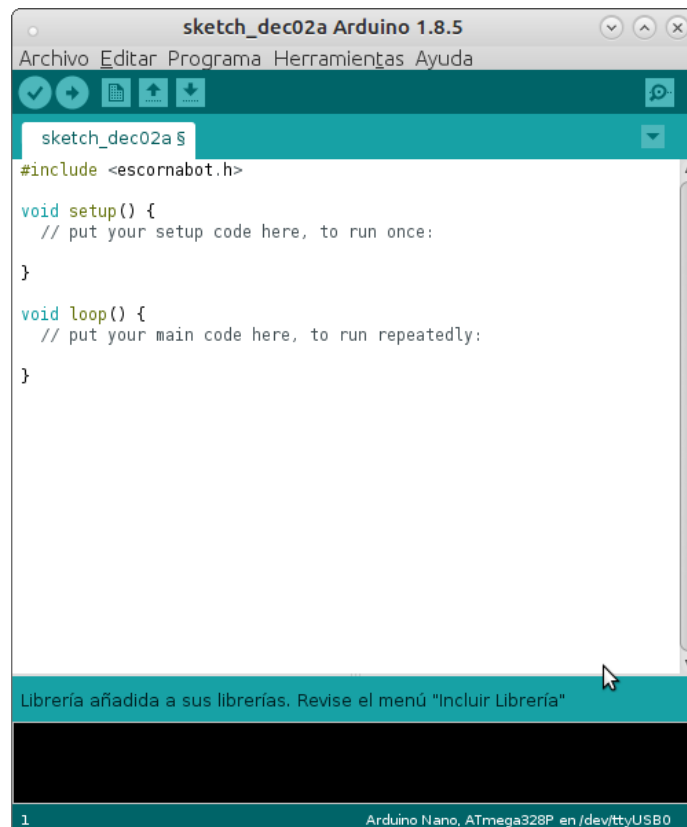 sketch_dec02a Arduino 1.8.5
Archivo Editar Programa Herramientas Ayuda
sketch_dec02a §
#include <escornabot.h>
void setup() {
// put your setup code here, to run once:
}
void loop() {
// put your main code here, to run repeatedly:
}
Librería añadida a sus librerías. Revise el menú "Incluir Librería"
1 Arduino Nano, ATmega328P en /dev/ttyUSB0